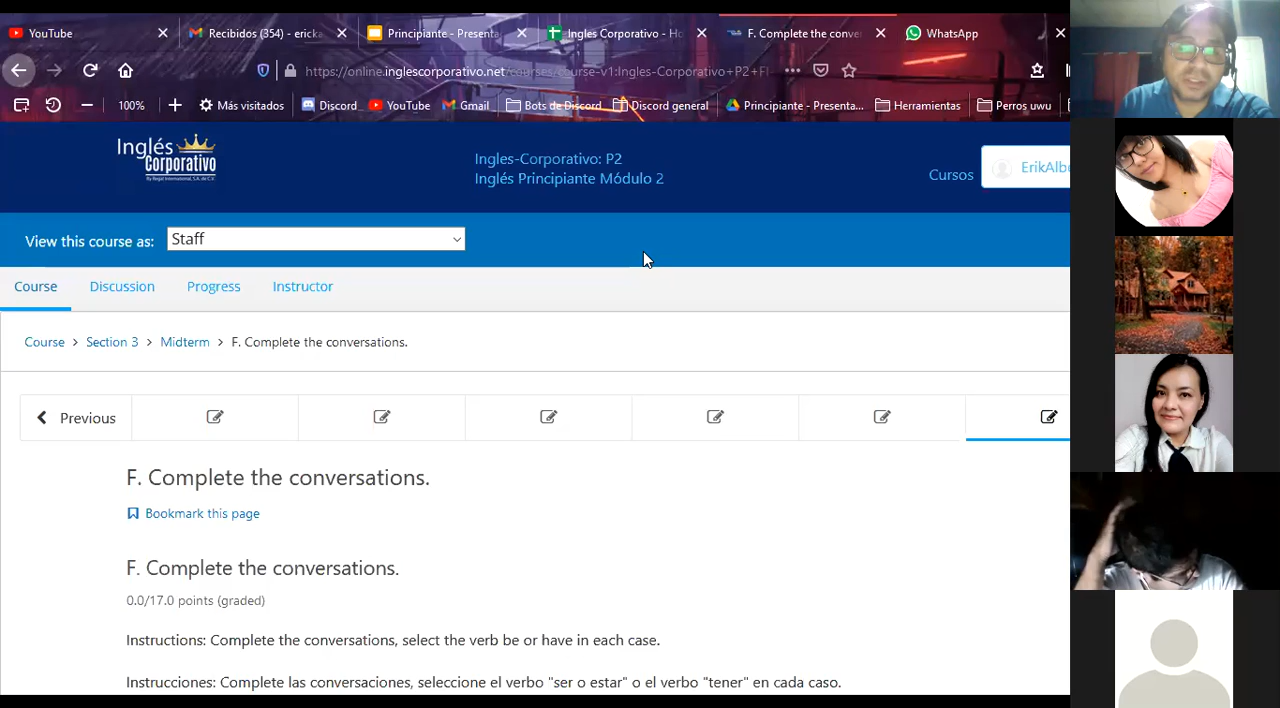 YouTube
Recibidos (354) - ericka
Principiante - Presenta
Ingles Corporativo - Ho
F. Complete the conve
WhatsApp
https://online.inglescorporativo.net/courses/course-v1:Ingles-Corporativo+P2+F
100%
Más visitados
Discord
YouTube
Gmail
Bots de Discord
Discord general
Principiante - Presenta...
Herramientas
Perros uwu
Inglés
Corporativo
By Regal International, S.A. de C.V.
Ingles-Corporativo: P2
Inglés Principiante Módulo 2
Cursos
ErikAlb
View this course as:
Staff
Course
Discussion
Progress
Instructor
Course > Section 3 > Midterm > F. Complete the conversations.
Previous
F. Complete the conversations.
Bookmark this page
F. Complete the conversations.
0.0/17.0 points (graded)
Instructions: Complete the conversations, select the verb be or have in each case.
Instrucciones: Complete las conversaciones, seleccione el verbo "ser o estar" o el verbo "tener" en cada caso.